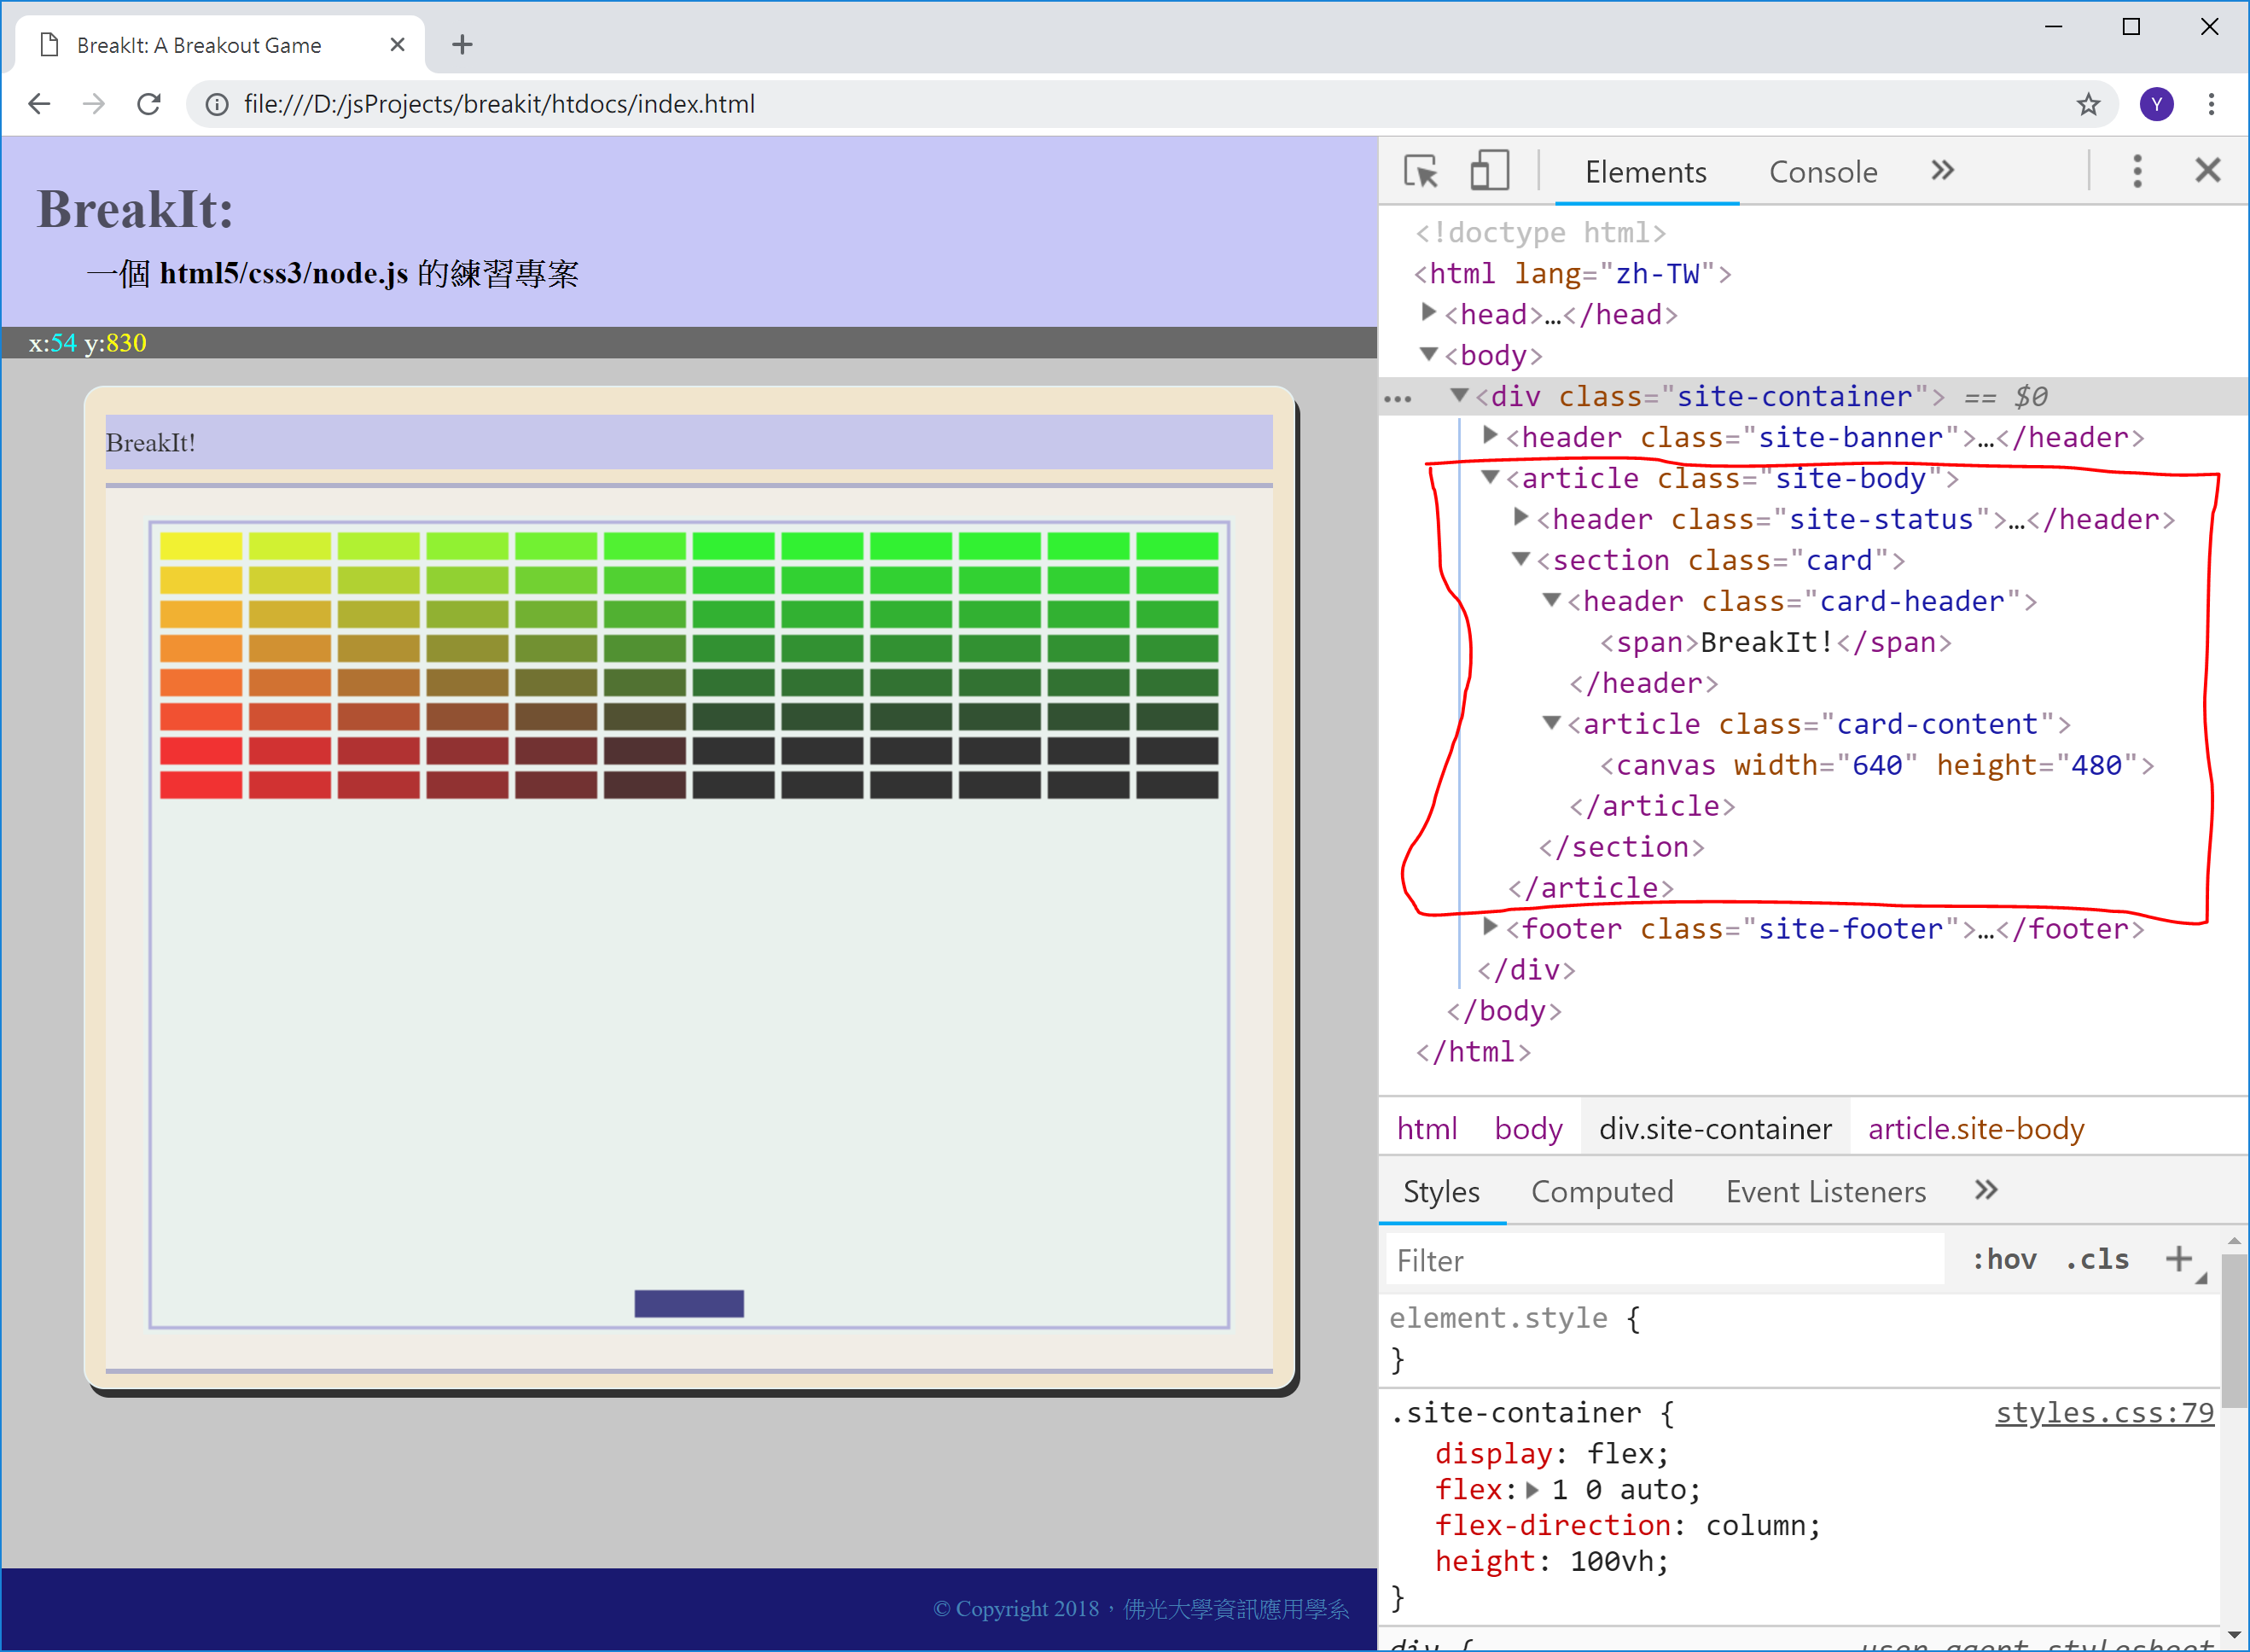 BreakIt: A Breakout Game
file:///D:/jsProjects/breakit/htdocs/index.html
Y
BreakIt:
一個 html5/css3/node.js 的練習專案
x:54 y:830
BreakIt!
© Copyright 2018，佛光大學資訊應用學系
Elements Console »
<!doctype html>
<html lang="zh-TW">
<head>…</head>
<body>
<div class="site-container"> == $0
<header class="site-banner">…</header>
<article class="site-body">
<header class="site-status">…</header>
<section class="card">
<header class="card-header">
<span>BreakIt!</span>
</header>
<article class="card-content">
<canvas width="640" height="480">
</article>
</section>
</article>
<footer class="site-footer">…</footer>
</div>
</body>
</html>
html body div.site-container article.site-body
Styles Computed Event Listeners »
Filter :hov .cls +
element.style {
}
.site-container { styles.css:79
display: flex;
flex: 1 0 auto;
flex-direction: column;
height: 100vh;
}
div { user agent stylesheet